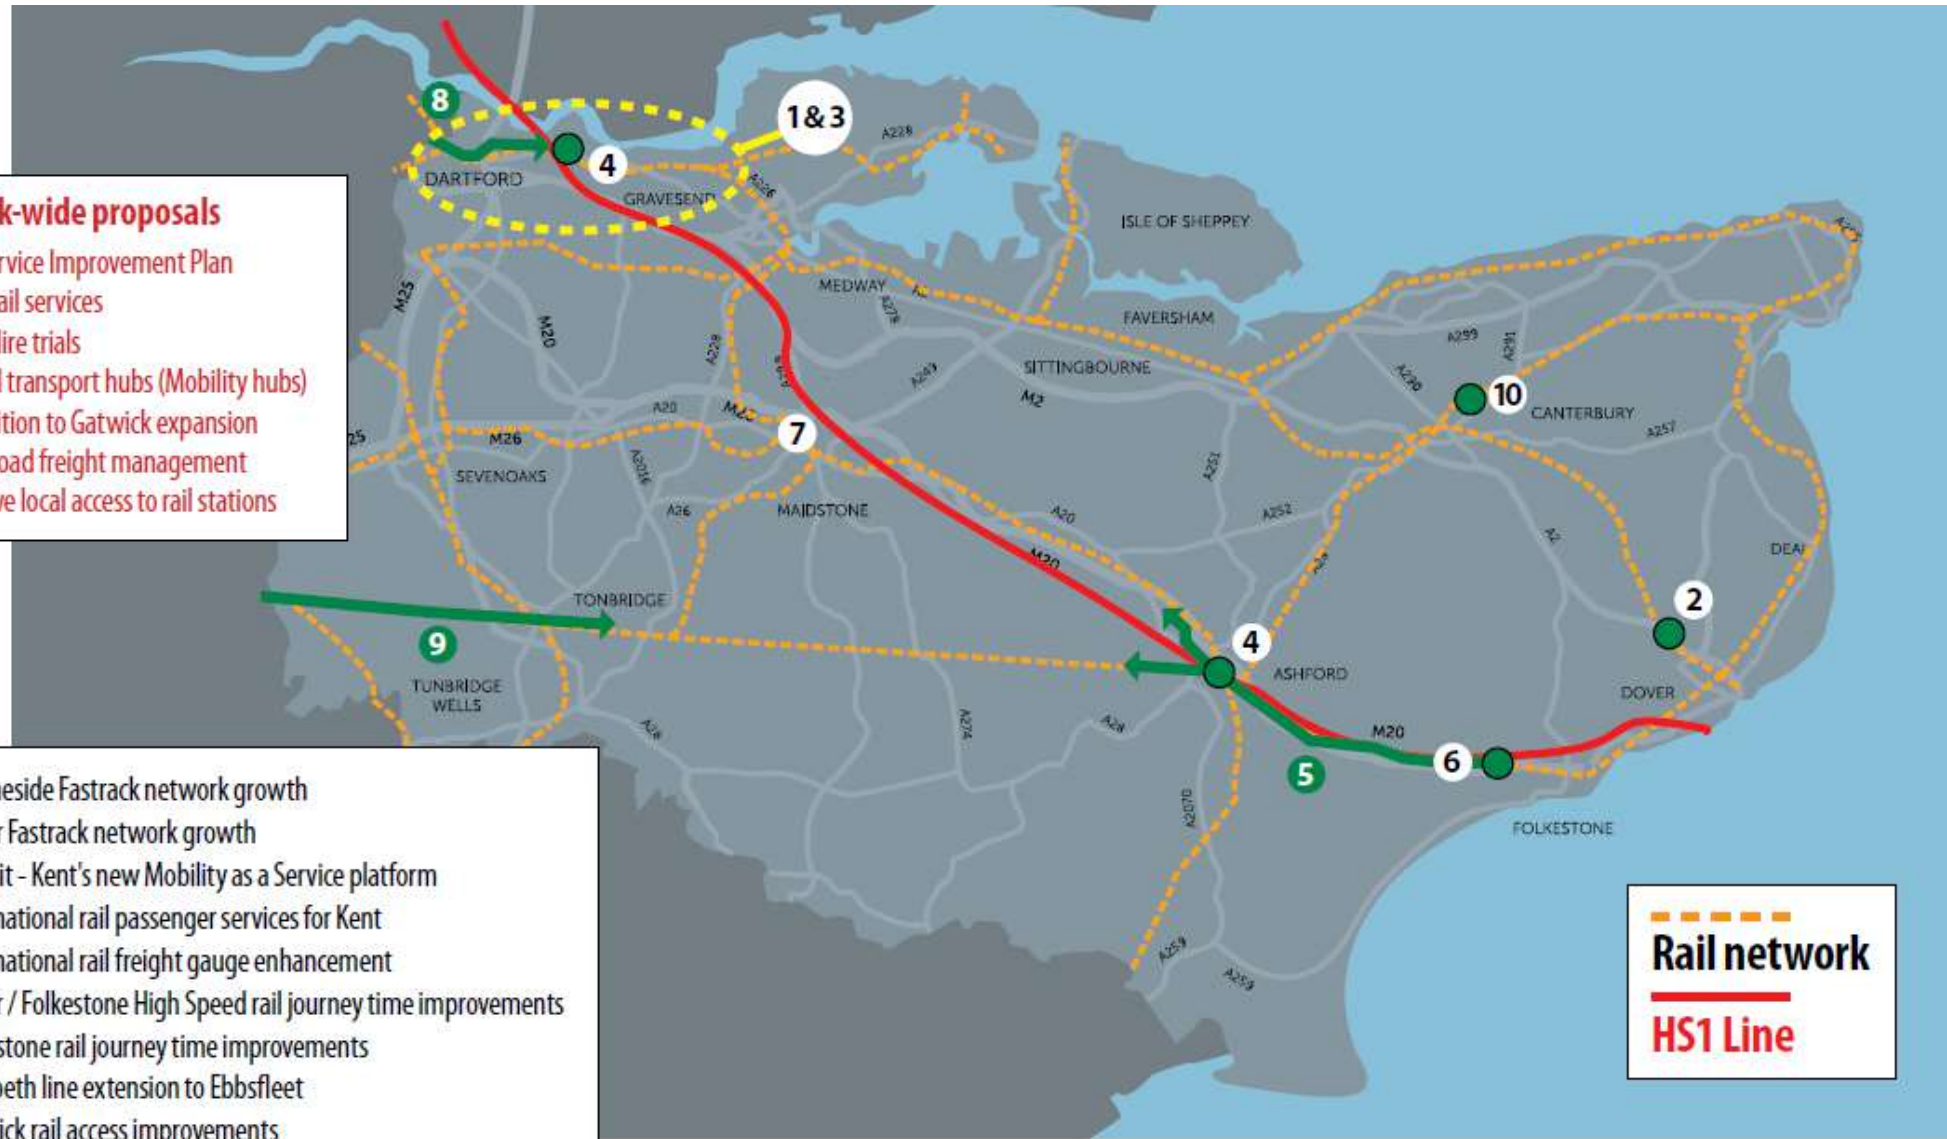 k-wide proposals
rvice Improvement Plan
ail services
ire trials
l transport hubs (Mobility hubs)
ition to Gatwick expansion
oad freight management
ve local access to rail stations
8
1 & 3
4
DARTFORD
GRAVESEND
A226
A228
ISLE OF SHEPPEY
M25
M20
MEDWAY
A278
FAVERSHAM
A228
A249
SITTINGBOURNE
M2
A299
A291
A290
10
CANTERBURY
A257
A20
7
25
M26
SEVENOAKS
A26
MAIDSTONE
A20
A251
A252
A2
DEAL
M20
TONBRIDGE
9
TUNBRIDGE
WELLS
4
ASHFORD
2
DOVER
A274
A28
M20
6
5
A2070
FOLKESTONE
A259
A259
eside Fastrack network growth
r Fastrack network growth
it - Kent's new Mobility as a Service platform
national rail passenger services for Kent
national rail freight gauge enhancement
r / Folkestone High Speed rail journey time improvements
stone rail journey time improvements
beth line extension to Ebbsfleet
ick rail access improvements
Rail network
HS1 Line